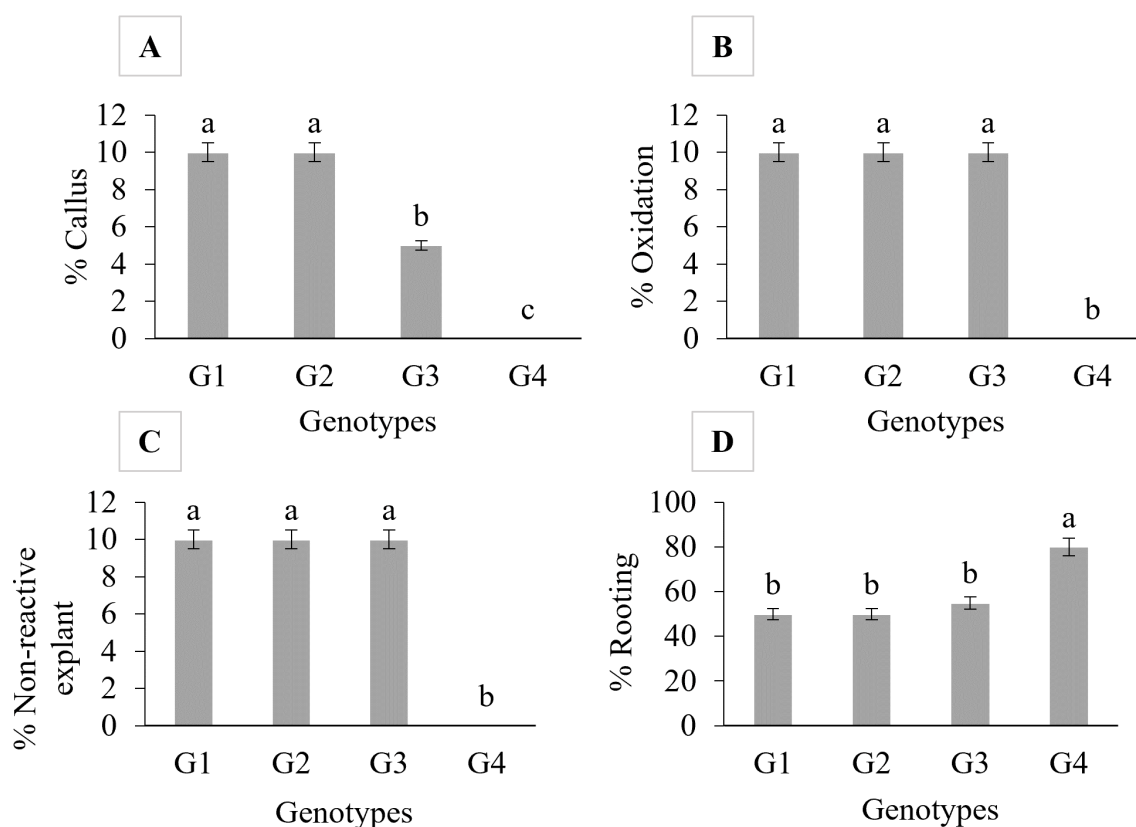 A
% Callus
12
10
8
6
4
2
0
a
a
b
c
G1 G2 G3 G4
Genotypes
B
% Oxidation
12
10
8
6
4
2
0
a
a
a
b
G1 G2 G3 G4
Genotypes
C
% Non-reactive
explant
12
10
8
6
4
2
0
a
a
a
b
G1 G2 G3 G4
Genotypes
D
% Rooting
100
80
60
40
20
0
b
b
b
a
G1 G2 G3 G4
Genotypes